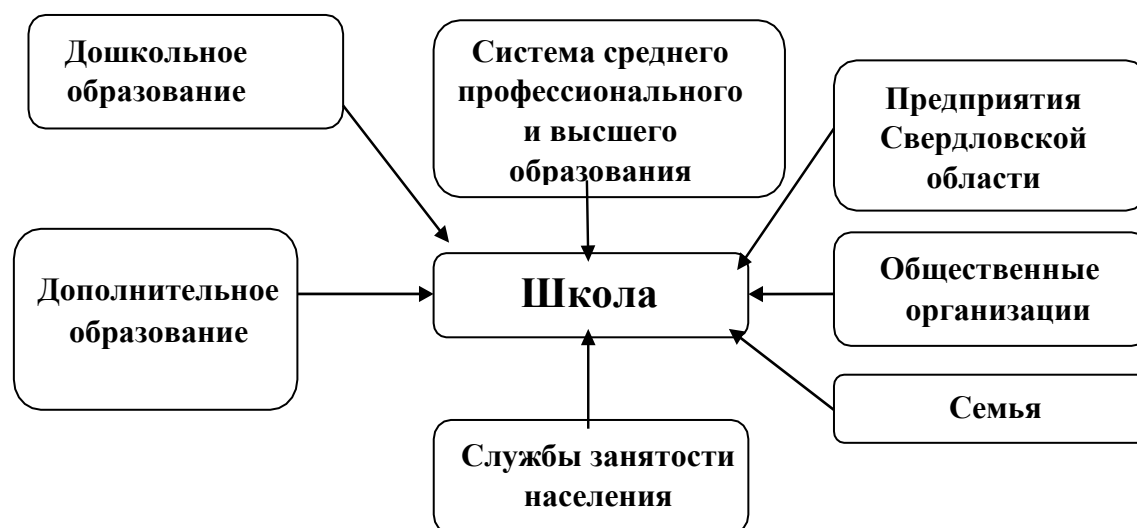 Дошкольное
образование
Система среднего
профессионального
и высшего
образования
Предприятия
Свердловской
области
Дополнительное
образование
Школа
Общественные
организации
Семья
Службы занятости
населения